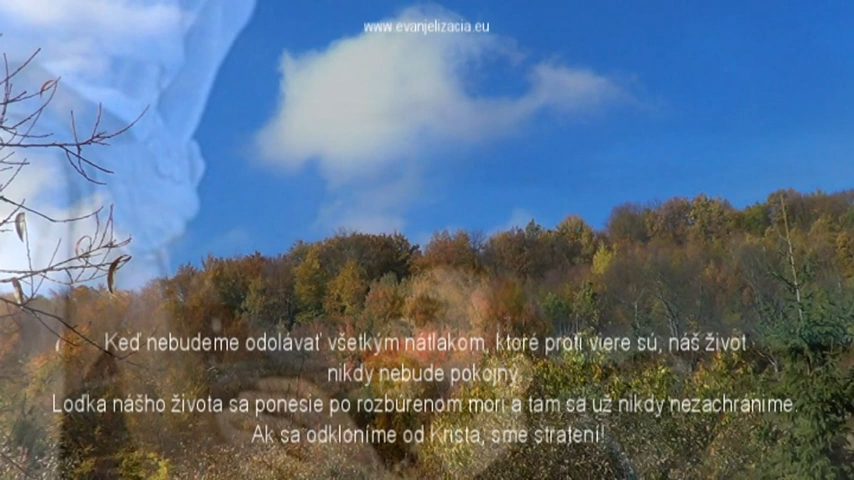 www.evanjelizacia.eu
Keď nebudeme odolávať všetkým nátlakom, ktoré proti viere sú, náš život
nikdy nebude pokojný.
Loďka nášho života sa ponesie po rozbúrenom mori a tam sa už nikdy nezachránime.
Ak sa odkloníme od Krista, sme stratení!